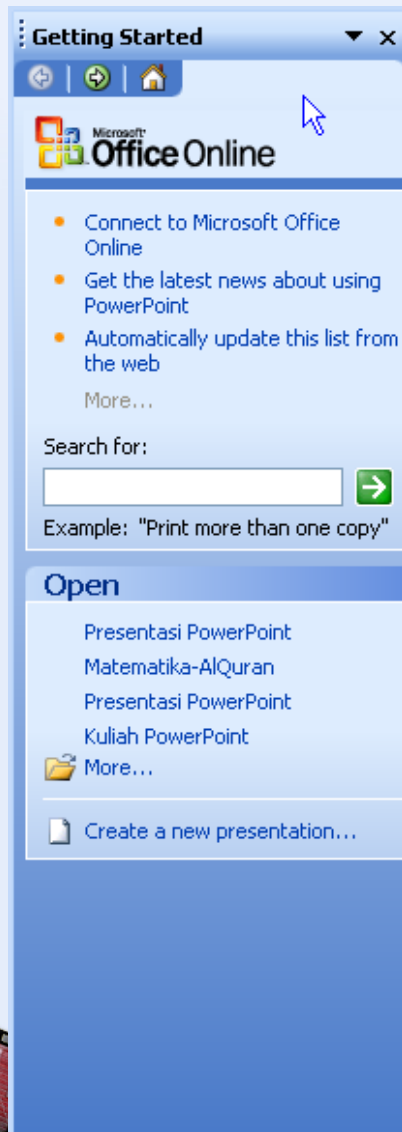 Getting Started
Microsoft
Office Online
Connect to Microsoft Office
Online
Get the latest news about using
PowerPoint
Automatically update this list from
the web
More...
Search for:
Example: "Print more than one copy"
Open
Presentasi PowerPoint
Matematika-AlQuran
Presentasi PowerPoint
Kuliah PowerPoint
More...
Create a new presentation...